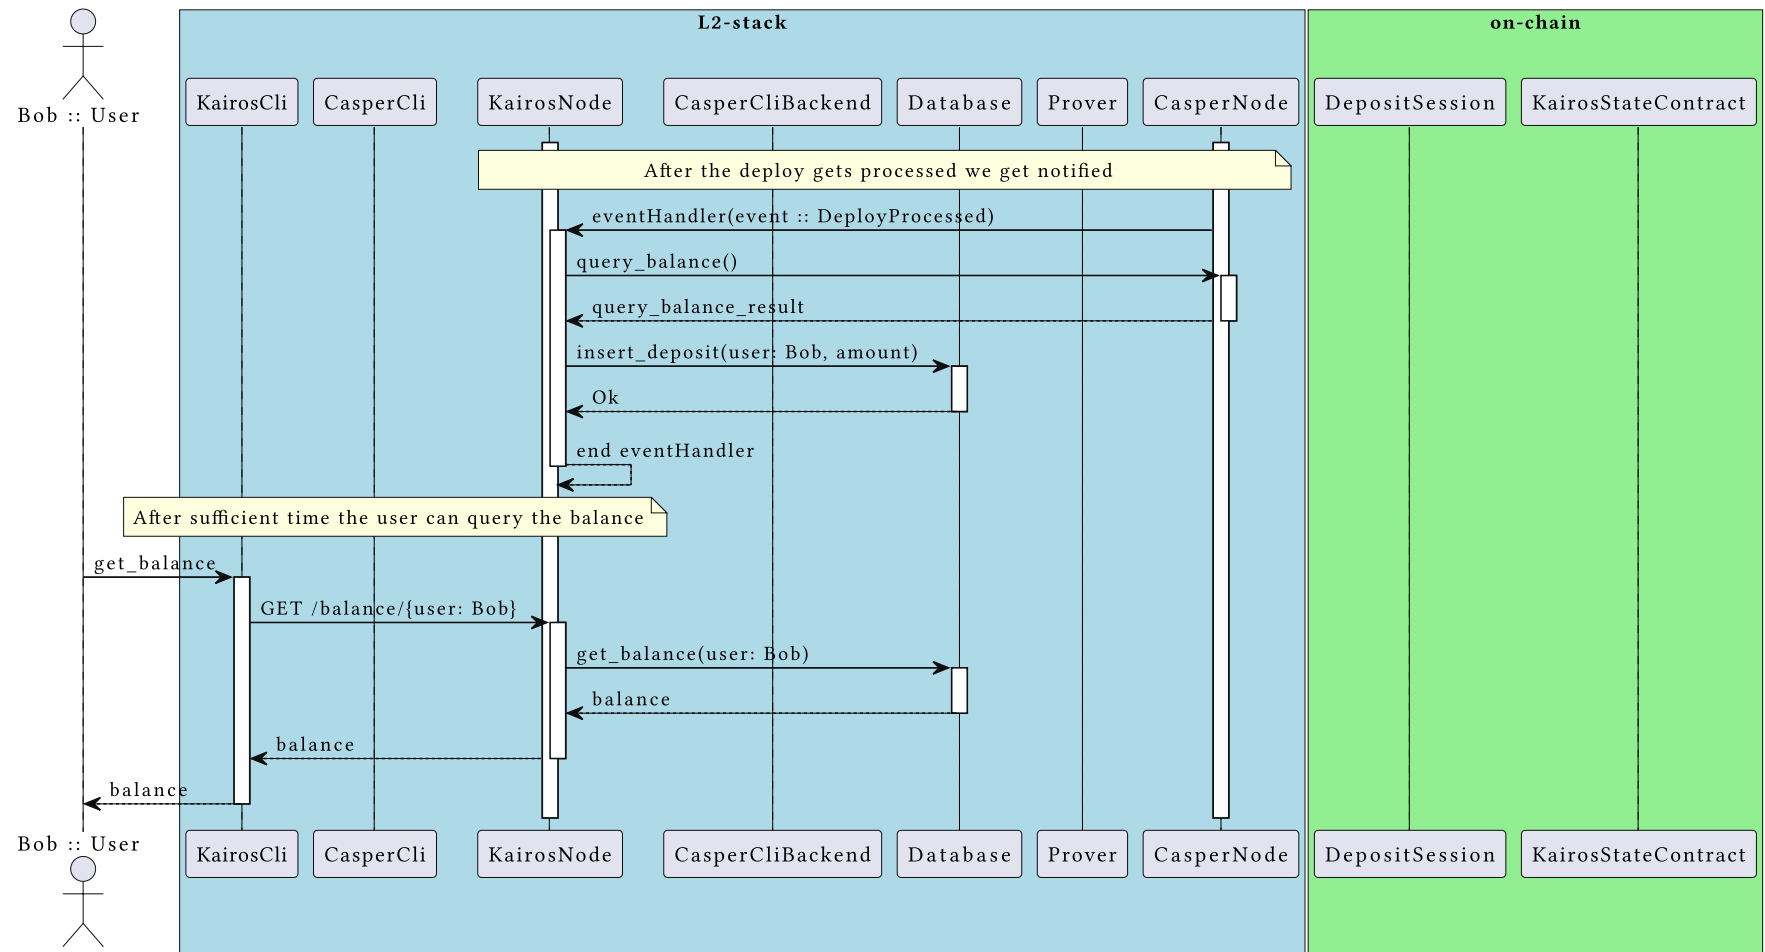 L2-stack
on-chain
Bob :: User
KairosCli
CasperCli
KairosNode
CasperCliBackend
Database
Prover
CasperNode
DepositSession
KairosStateContract
After the deploy gets processed we get notified
eventHandler(event :: DeployProcessed)
query_balance()
query_balance_result
insert_deposit(user: Bob, amount)
Ok
end eventHandler
After sufficient time the user can query the balance
get_balance
GET /balance/{user: Bob}
get_balance(user: Bob)
balance
balance
balance
Bob :: User
KairosCli
CasperCli
KairosNode
CasperCliBackend
Database
Prover
CasperNode
DepositSession
KairosStateContract